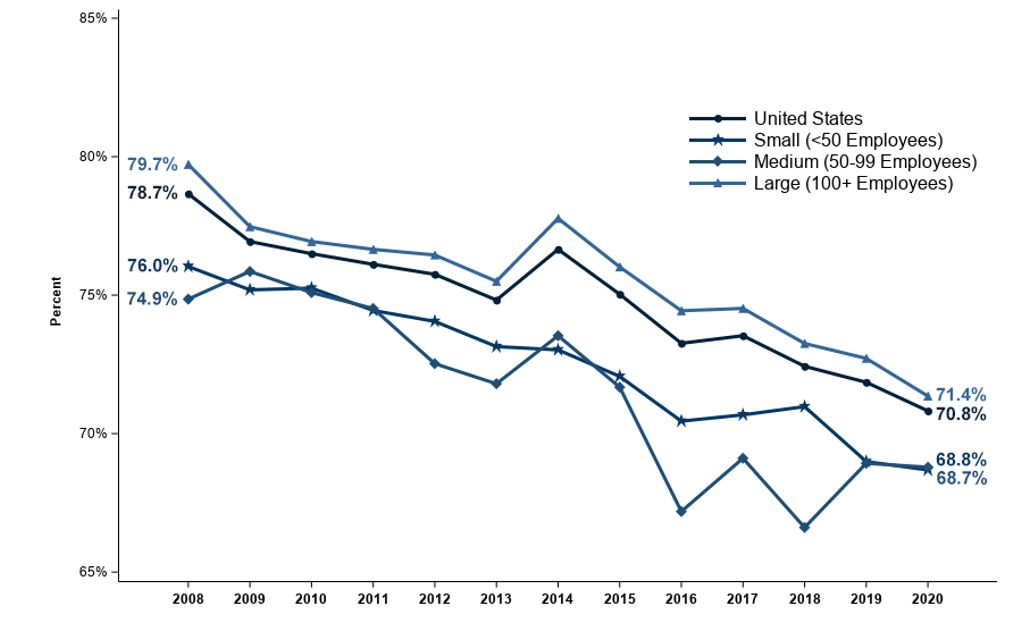 85%
80%
75%
70%
65%
Percent
United States
Small (<50 Employees)
Medium (50-99 Employees)
Large (100+ Employees)
79.7%
78.7%
76.0%
74.9%
71.4%
70.8%
68.8%
68.7%
2008 2009 2010 2011 2012 2013 2014 2015 2016 2017 2018 2019 2020